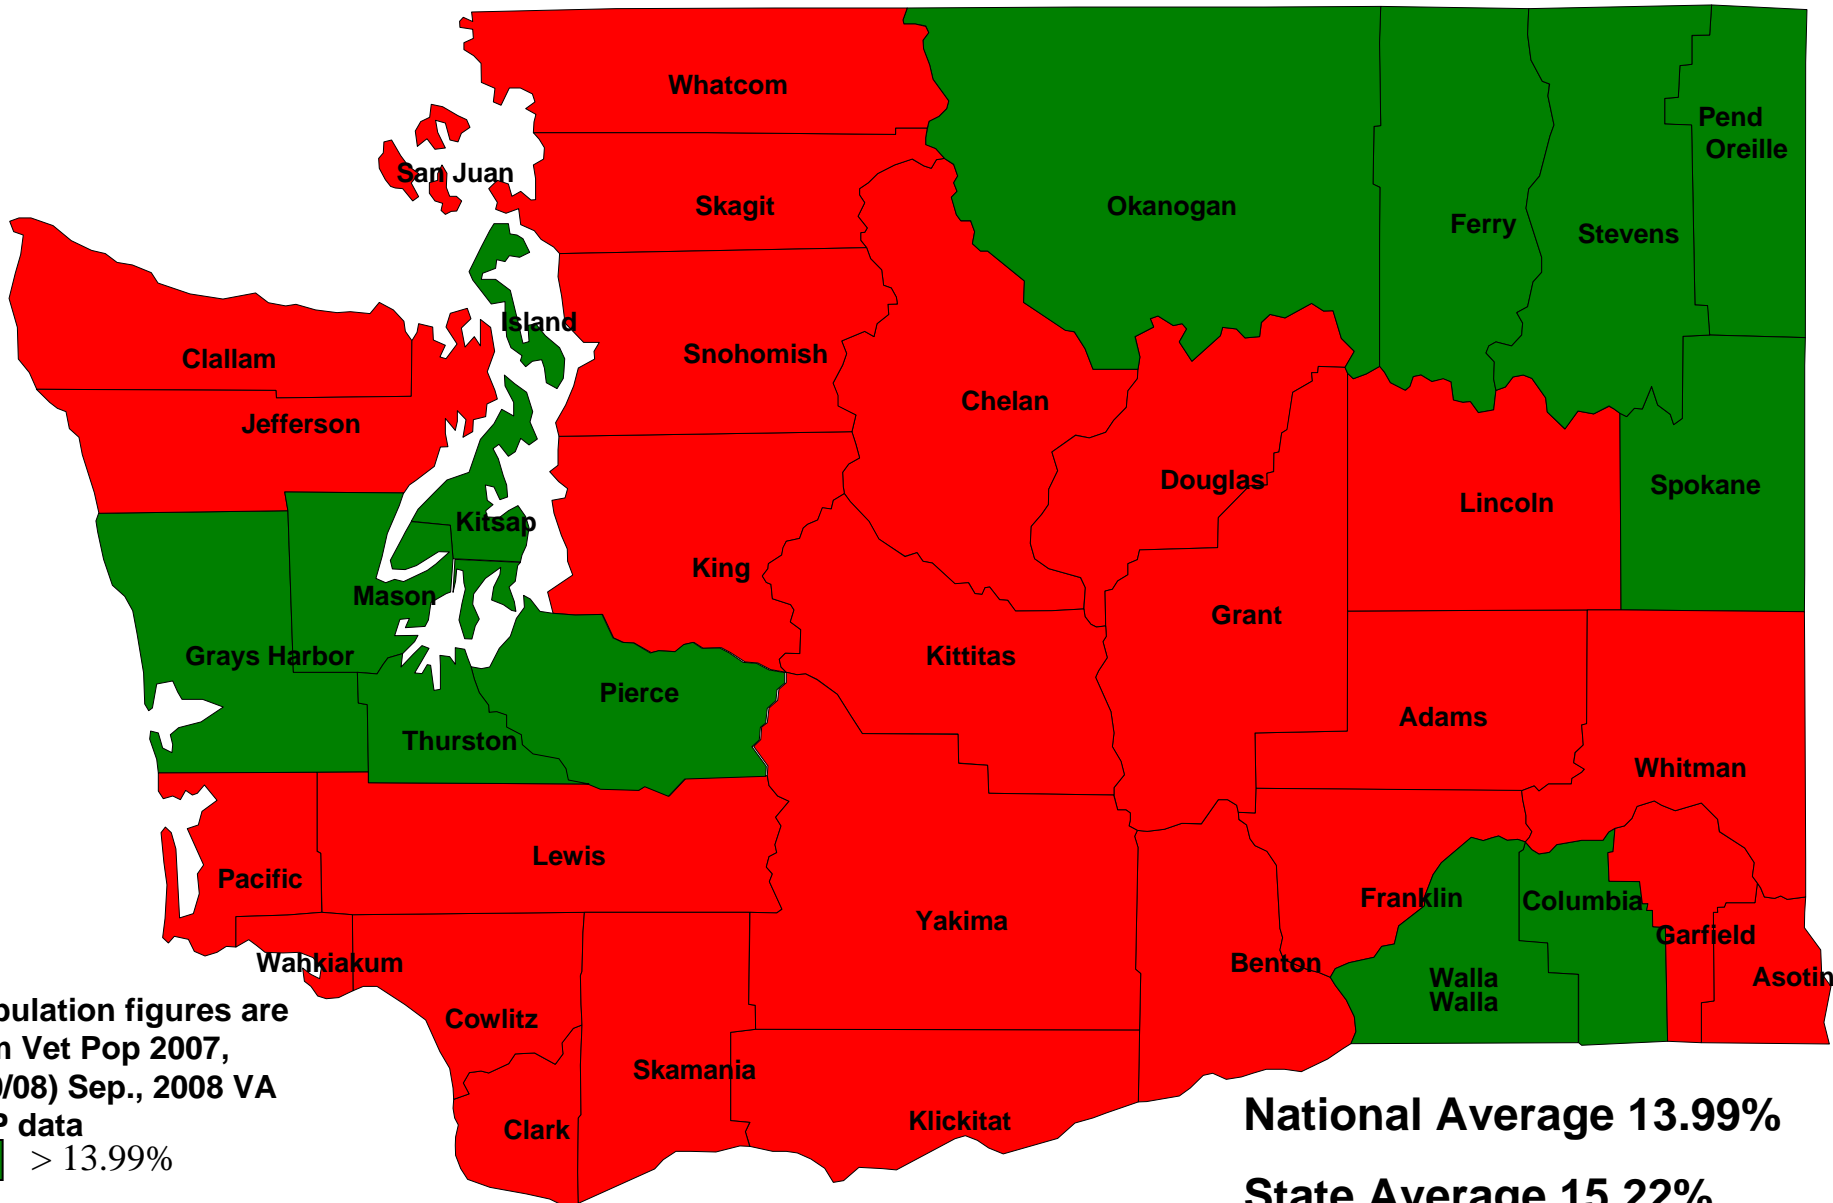 Whatcom
Pend
Oreille
San Juan
Skagit
Okanogan
Ferry
Stevens
Island
Clallam
Snohomish
Chelan
Jefferson
Douglas
Lincoln
Spokane
Kitsap
King
Mason
Grant
Grays Harbor
Kittitas
Pierce
Adams
Thurston
Whitman
Lewis
Pacific
Franklin
Columbia
Yakima
Garfield
Wahkiakum
Benton
Walla
Walla
Asotin
Cowlitz
Skamania
Clark
Klickitat
pulation figures are
Vet Pop 2007,
/08) Sep., 2008 VA
data
> 13.99%
National Average 13.99%
State Average 15.22%